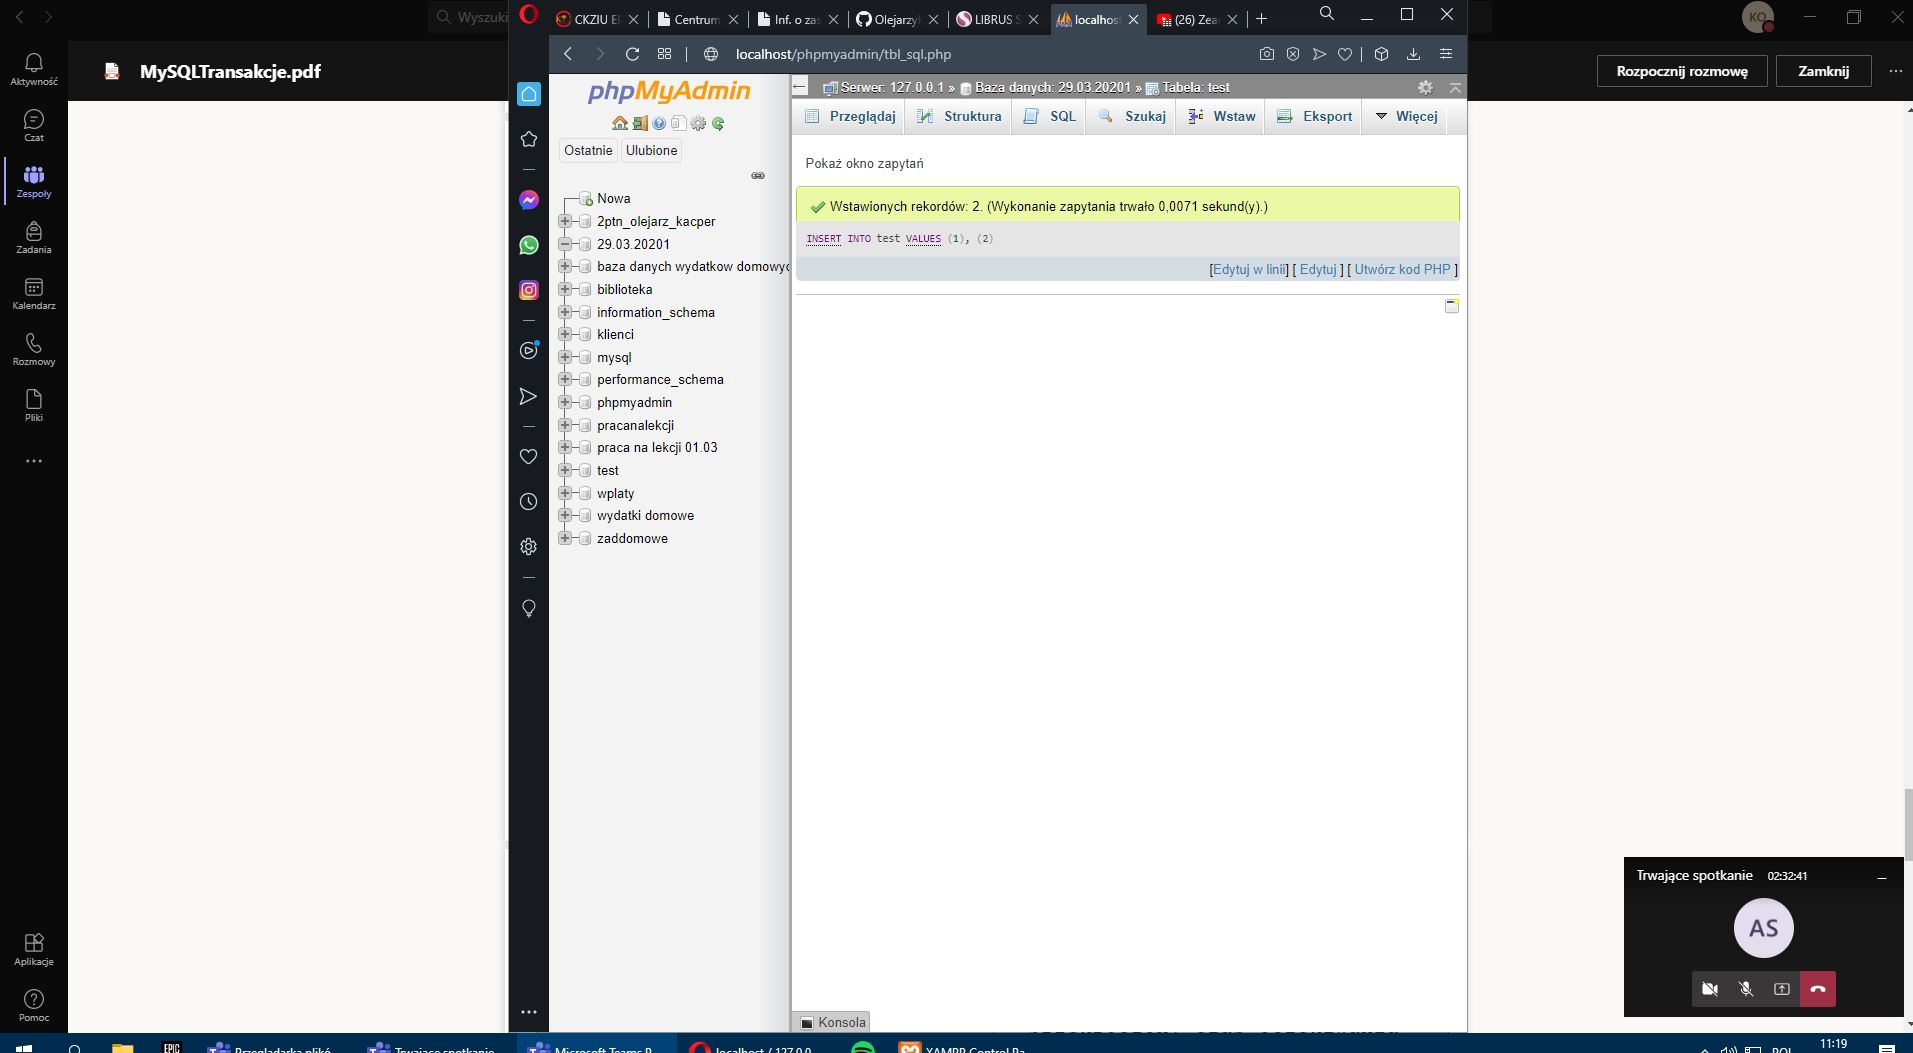 Wyszuki
KO
Aktywność
Czat
Zespoły
Zadania
Kalendarz
Rozmowy
Pliki
Aplikacje
Pomoc
MySQLTransakcje.pdf
Rozpocznij rozmowę
Zamknij
CKZIU El
Centrum
Inf. o zas
Olejarzyk
LIBRUS S
localhos
(26) Zea
localhost/phpmyadmin/tbl_sql.php
phpMyAdmin
Ostatnie
Ulubione
Nowa
2ptn_olejarz_kacper
29.03.20201
baza danych wydatkow domowyc
biblioteka
information_schema
klienci
mysql
performance_schema
phpmyadmin
pracanalekcji
praca na lekcji 01.03
test
wplaty
wydatki domowe
zaddomowe
Serwer: 127.0.0.1 » Baza danych: 29.03.20201 » Tabela: test
Przeglądaj
Struktura
SQL
Szukaj
Wstaw
Eksport
Więcej
Pokaż okno zapytań
Wstawionych rekordów: 2. (Wykonanie zapytania trwało 0,0071 sekund(y).)
INSERT INTO test VALUES (1), (2)
[Edytuj w linii] [ Edytuj ] [ Utwórz kod PHP ]
Konsola
Trwające spotkanie 02:32:41
AS
EPIC
Przeglądarka plikó
Trwające spotkanie
Microsoft Teams P
localhost / 127.0.0
XAMPP Control Pa
POL
11:19